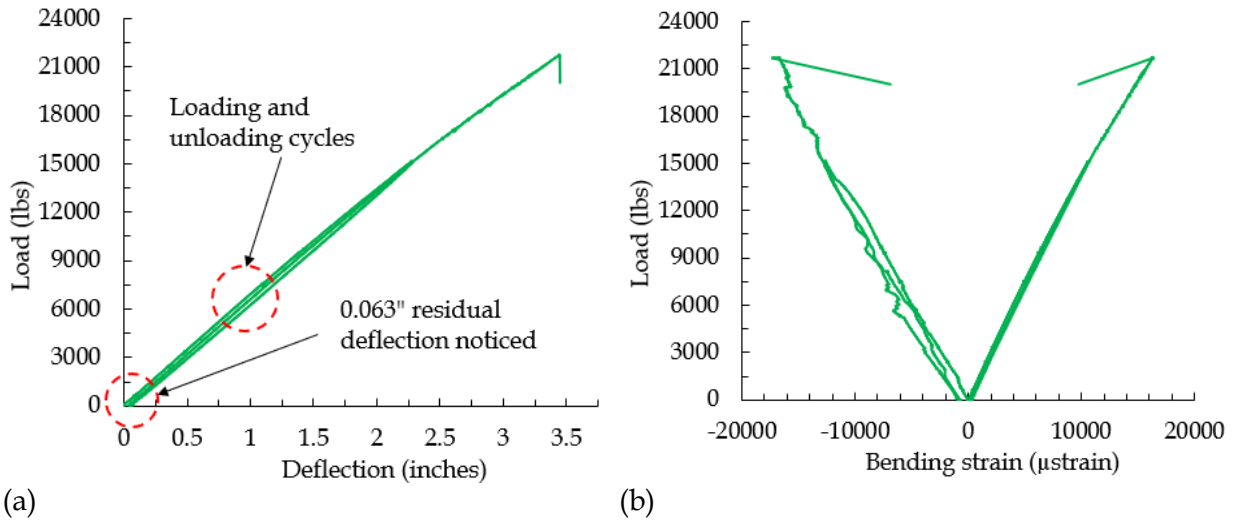 24000
21000
18000
15000
12000
9000
6000
3000
0
Load (lbs)
Loading and
unloading cycles
0.063" residual
deflection noticed
0 0.5 1 1.5 2 2.5 3 3.5
Deflection (inches)
(a)
24000
21000
18000
15000
12000
9000
6000
3000
0
Load (lbs)
-20000 -10000 0 10000 20000
Bending strain (µstrain)
(b)